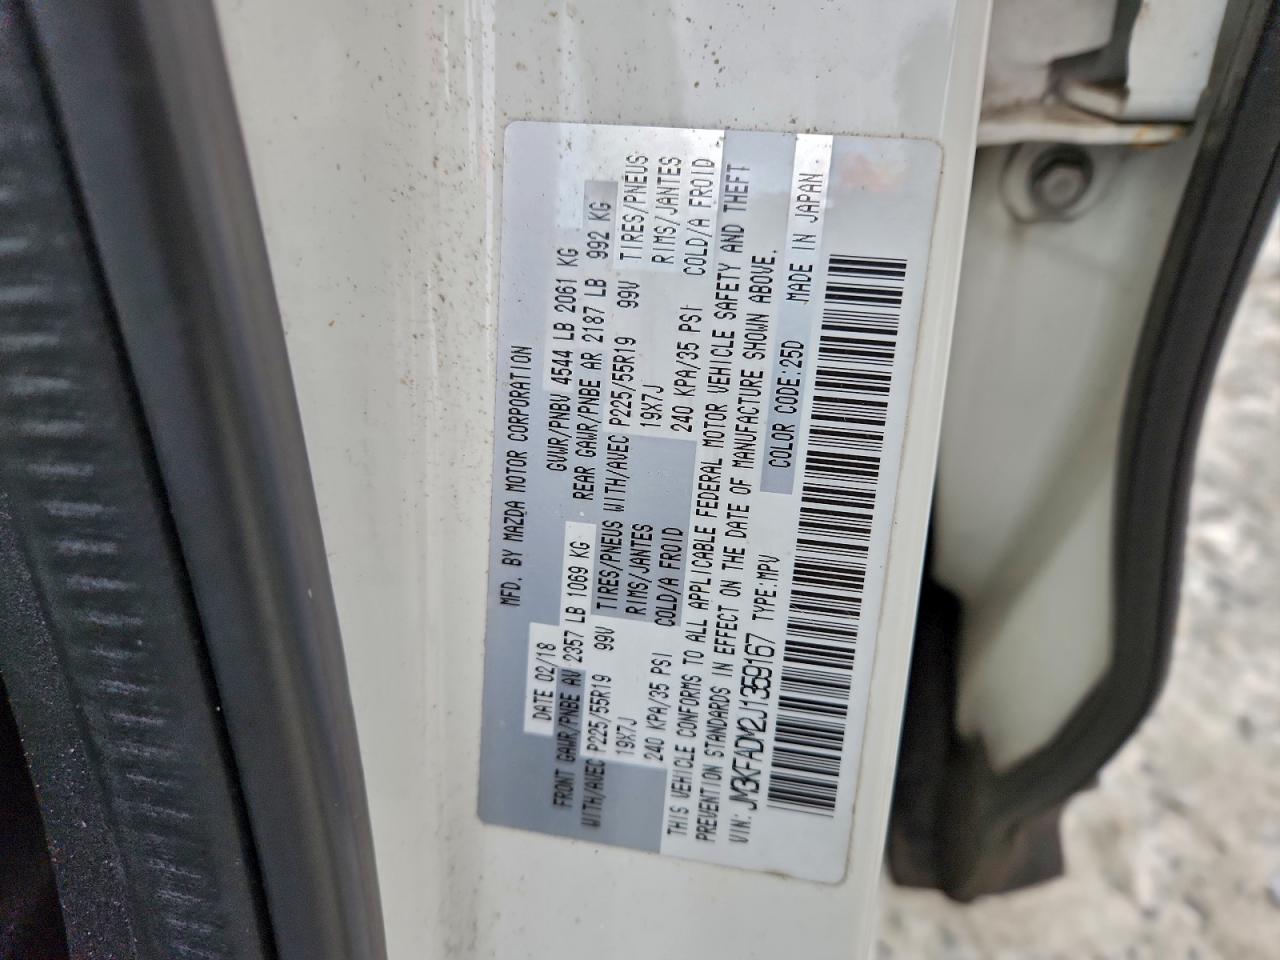 MFD. BY MAZDA MOTOR CORPORATION
DATE 02/18 GVWR/PNBV 4544 LB 2061 KG
FRONT GAWR/PNBE AV 2357 LB 1069 KG REAR GAWR/PNBE AR 2187 LB 992 KG
WITH/AVEC P225/55R19 99V TIRES/PNEUS WITH/AVEC P225/55R19 99V TIRES/PNEUS
19X7J RIMS/JANTES 19X7J RIMS/JANTES
240 KPA/35 PSI COLD/A FROID 240 KPA/35 PSI COLD/A FROID
THIS VEHICLE CONFORMS TO ALL APPLICABLE FEDERAL MOTOR VEHICLE SAFETY AND THEFT
PREVENTION STANDARDS IN EFFECT ON THE DATE OF MANUFACTURE SHOWN ABOVE.
VIN: JM3KFADM2J1359167 TYPE:MPV COLOR CODE:25D MADE IN JAPAN